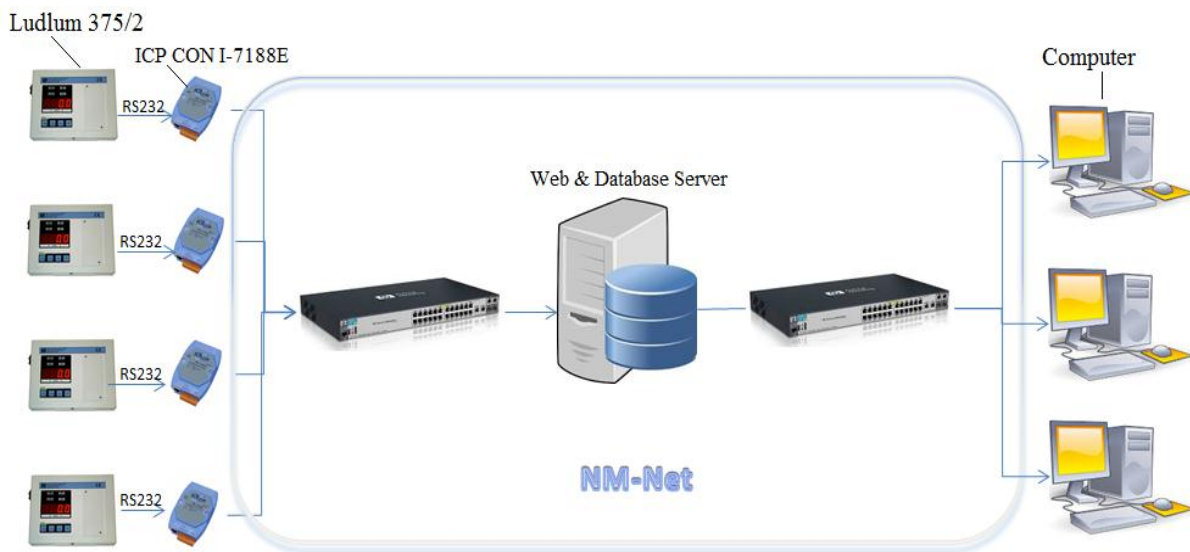 Ludlum 375/2
ICP CON I-7188E
Computer
RS232
Web & Database Server
RS232
RS232
RS232
NM-Net